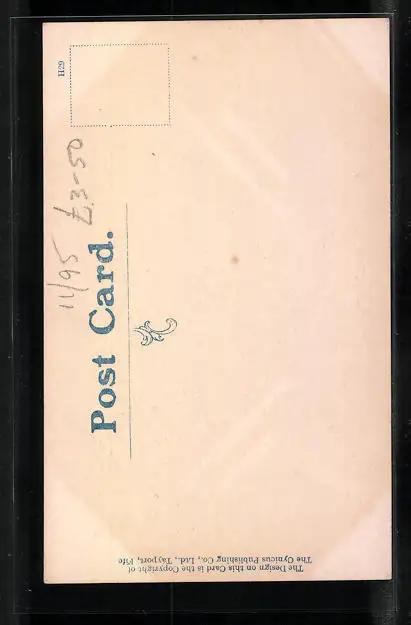 H29
11/95 £3-50
Post Card.
The Design on this Card is the Copyright of
The Cynicus Publishing Co., Ltd., Tayport, Fife